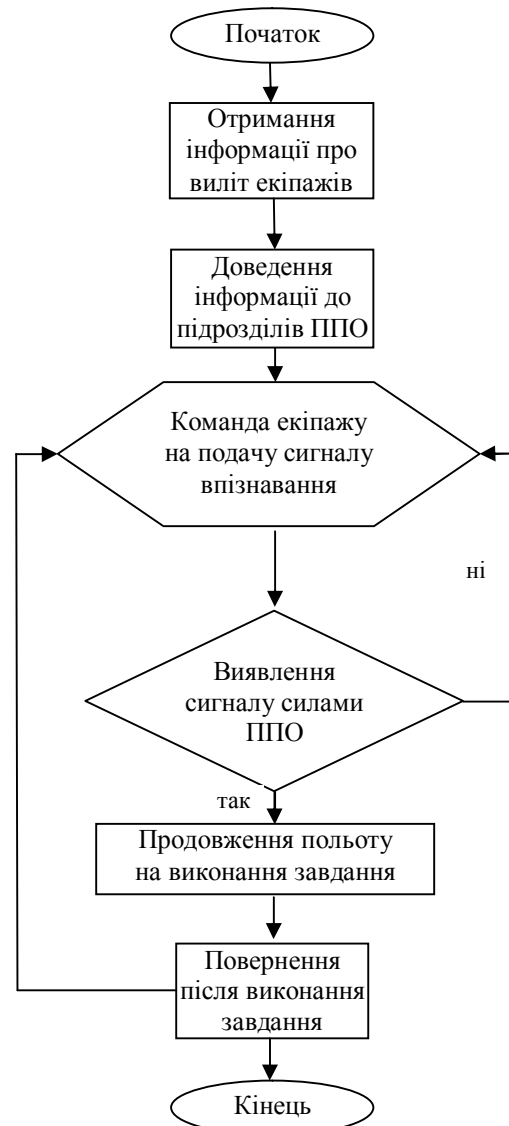 Початок
Отримання
інформації про
виліт екіпажів
Доведення
інформації до
підрозділів ППО
Команда екіпажу
на подачу сигналу
впізнавання
ні
Виявлення
сигналу силами
ППО
так
Продовження польоту
на виконання завдання
Повернення
після виконання
завдання
Кінець